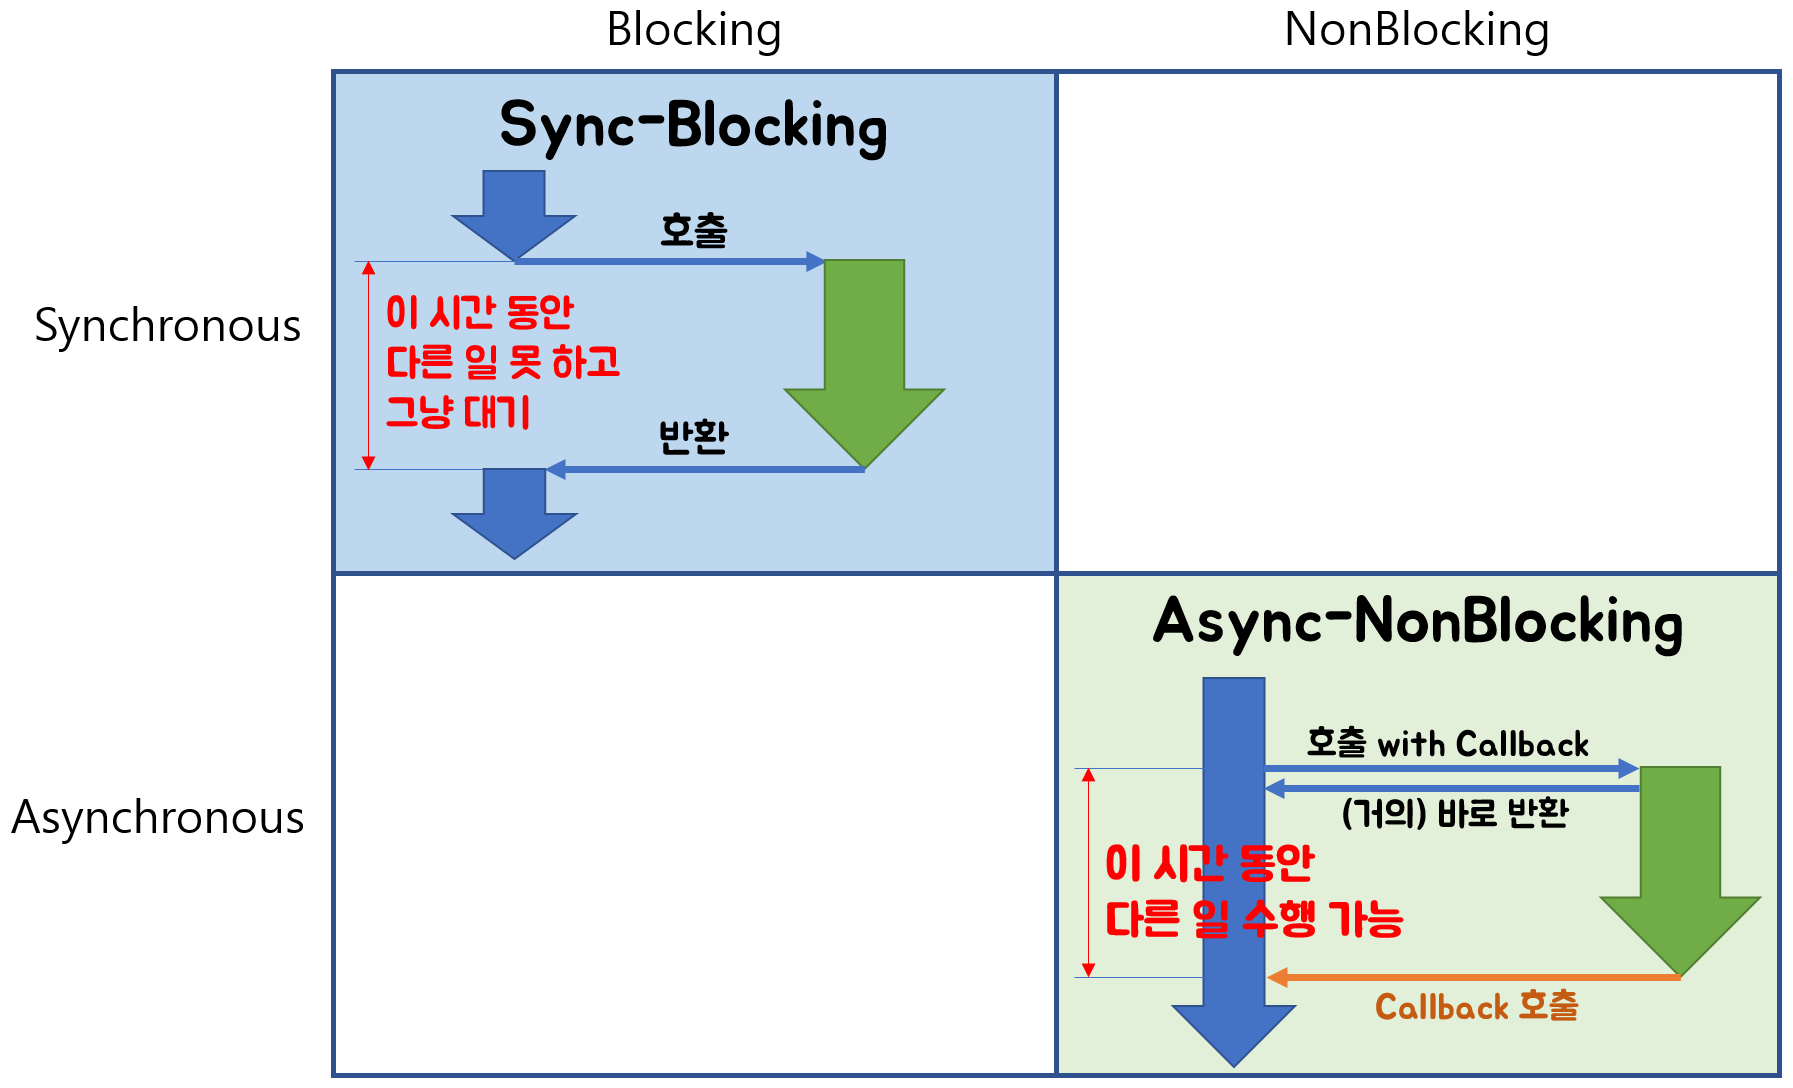 Blocking
NonBlocking
Synchronous
Sync-Blocking
호출
이 시간 동안
다른 일 못 하고
그냥 대기
반환
Asynchronous
Async-NonBlocking
호출 with Callback
(거의) 바로 반환
이 시간 동안
다른 일 수행 가능
Callback 호출